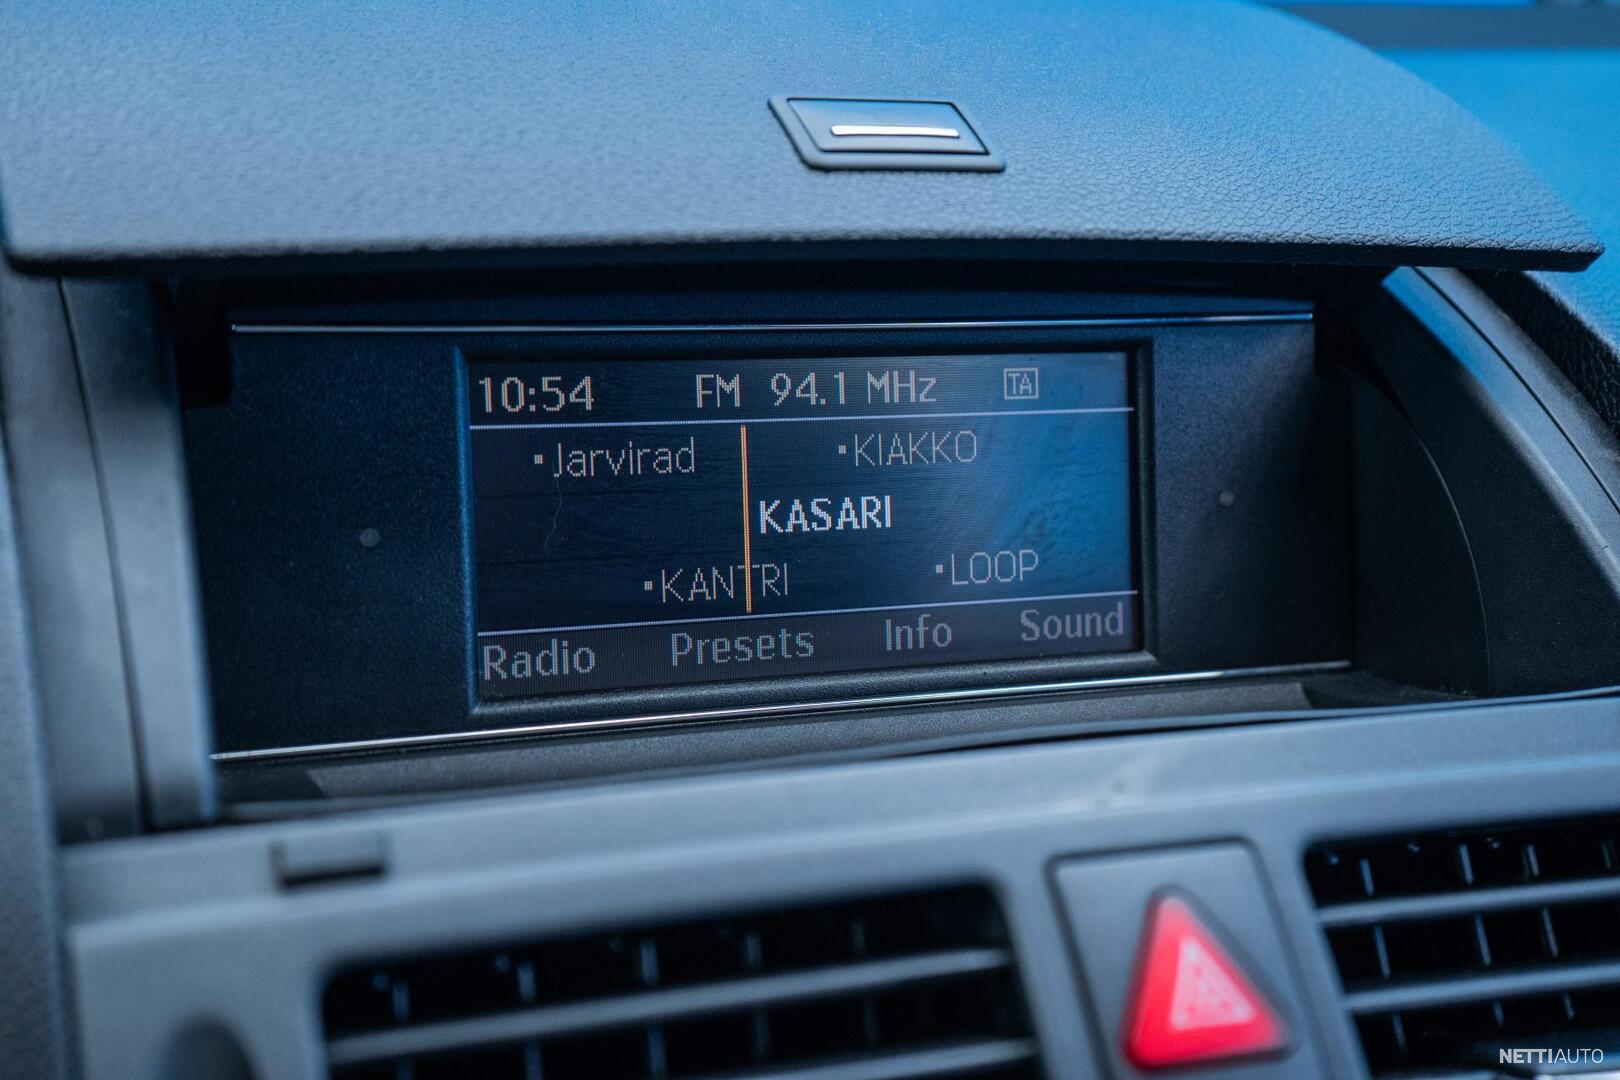 10:54 FM 94.1 MHz TA
Jarvirad KIAKKO
KASARI
KANTRI LOOP
Radio Presets Info Sound
NETTIAUTO